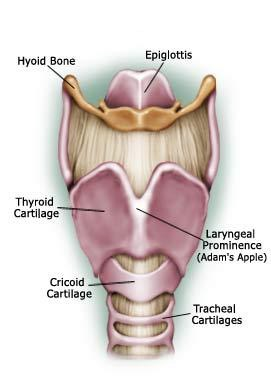 Epiglottis
Hyoid Bone
Thyroid
Cartilage
Laryngeal
Prominence
(Adam's Apple)
Cricoid
Cartilage
Tracheal
Cartilages